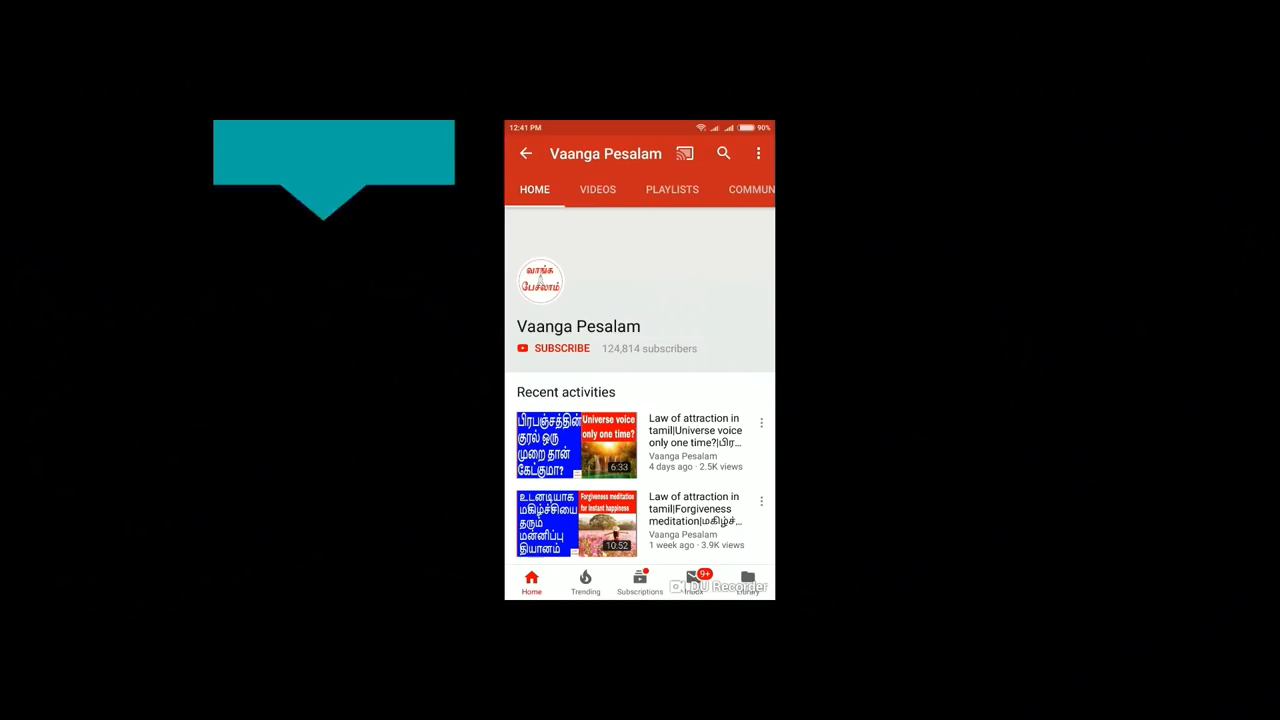 12:41 PM 90%
Vaanga Pesalam
HOME VIDEOS PLAYLISTS COMMUN
வாங்க
பேசலாம்
Vaanga Pesalam
SUBSCRIBE 124,814 subscribers
Recent activities
பிரபஞ்சத்தின்
குரல் ஒரு
முறை தான்
கேட்குமா?
Universe voice
only one time?
6:33
Law of attraction in
tamil|Universe voice
only one time?|பிர...
Vaanga Pesalam
4 days ago · 2.5K views
உடனடியாக
மகிழ்ச்சியை
தரும்
மன்னிப்பு
தியானம்
Forgiveness meditation
for instant happiness
10:52
Law of attraction in
tamil|Forgiveness
meditation|மகிழ்ச்...
Vaanga Pesalam
1 week ago · 3.9K views
9+
DU Recorder
Home Trending Subscriptions Inbox Library